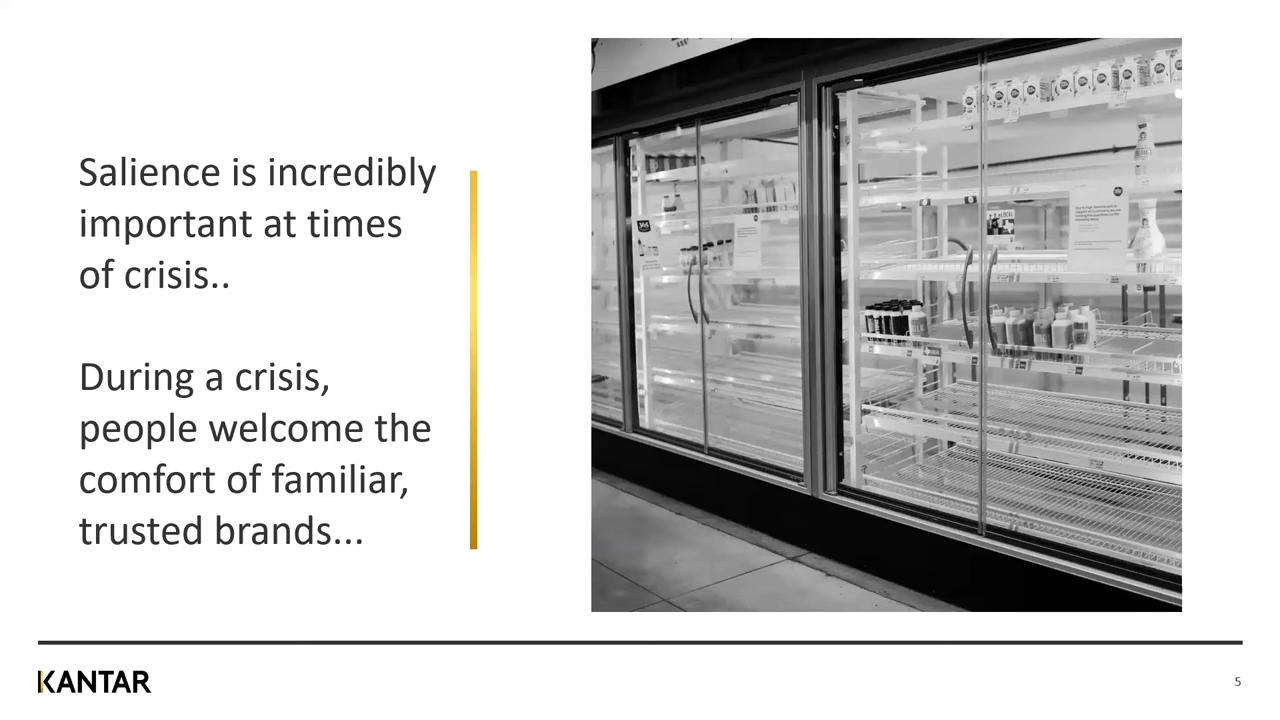 Salience is incredibly
important at times
of crisis..
During a crisis,
people welcome the
comfort of familiar,
trusted brands...
KANTAR
5